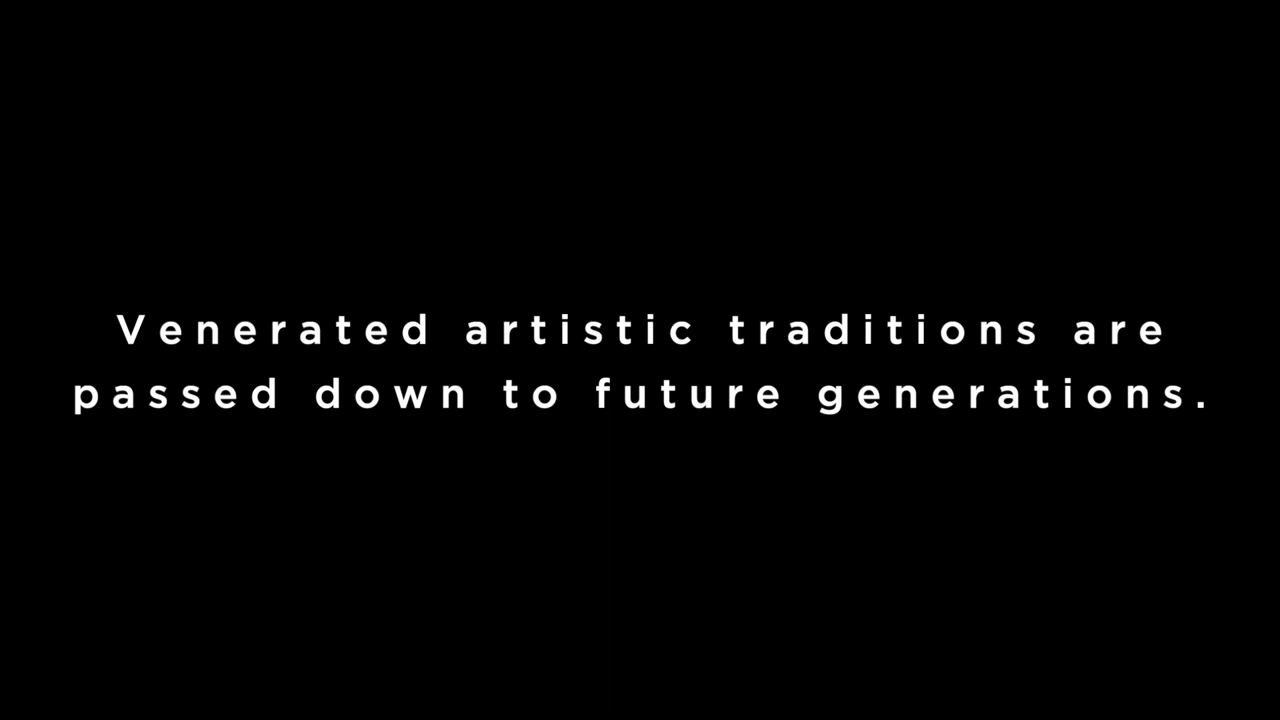 Venerated artistic traditions are
passed down to future generations.